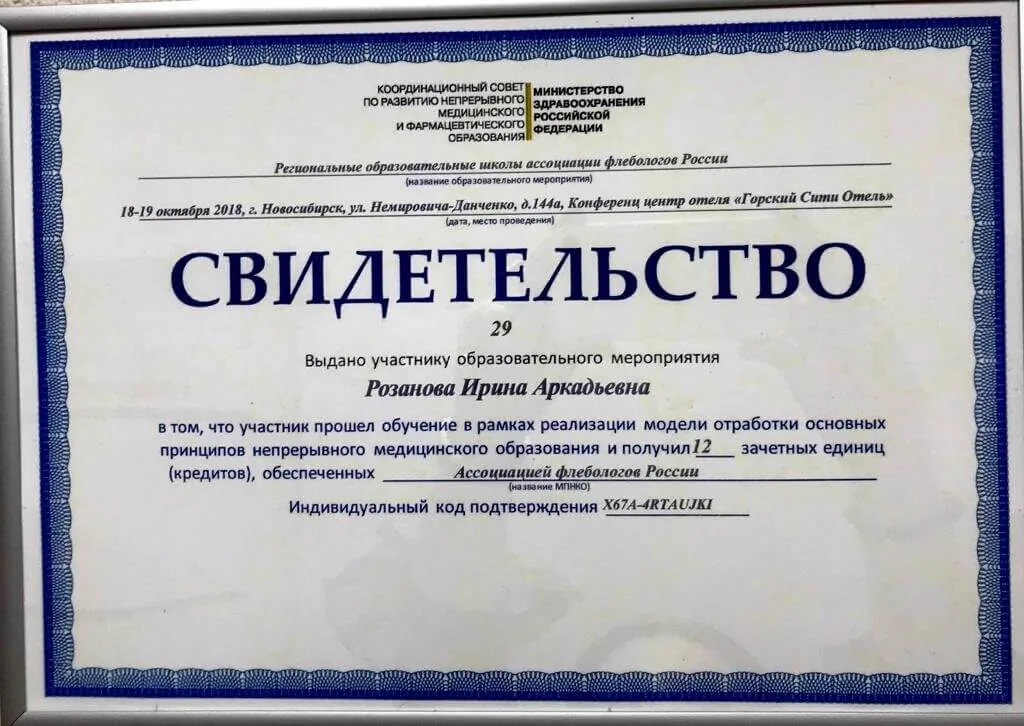 КООРДИНАЦИОННЫЙ СОВЕТ
ПО РАЗВИТИЮ НЕПРЕРЫВНОГО
МЕДИЦИНСКОГО
И ФАРМАЦЕВТИЧЕСКОГО
ОБРАЗОВАНИЯ
МИНИСТЕРСТВО
ЗДРАВООХРАНЕНИЯ
РОССИЙСКОЙ
ФЕДЕРАЦИИ
Региональные образовательные школы ассоциации флебологов России
(название образовательного мероприятия)
18-19 октября 2018, г. Новосибирск, ул. Немировича-Данченко, д.144а, Конференц центр отеля «Горский Сити Отель»
(дата, место проведения)
СВИДЕТЕЛЬСТВО
29
Выдано участнику образовательного мероприятия
Розанова Ирина Аркадьевна
в том, что участник прошел обучение в рамках реализации модели отработки основных
принципов непрерывного медицинского образования и получил 12 зачетных единиц
(кредитов), обеспеченных Ассоциацией флебологов России
(название МПНКО)
Индивидуальный код подтверждения X67A-4RTAUJKI